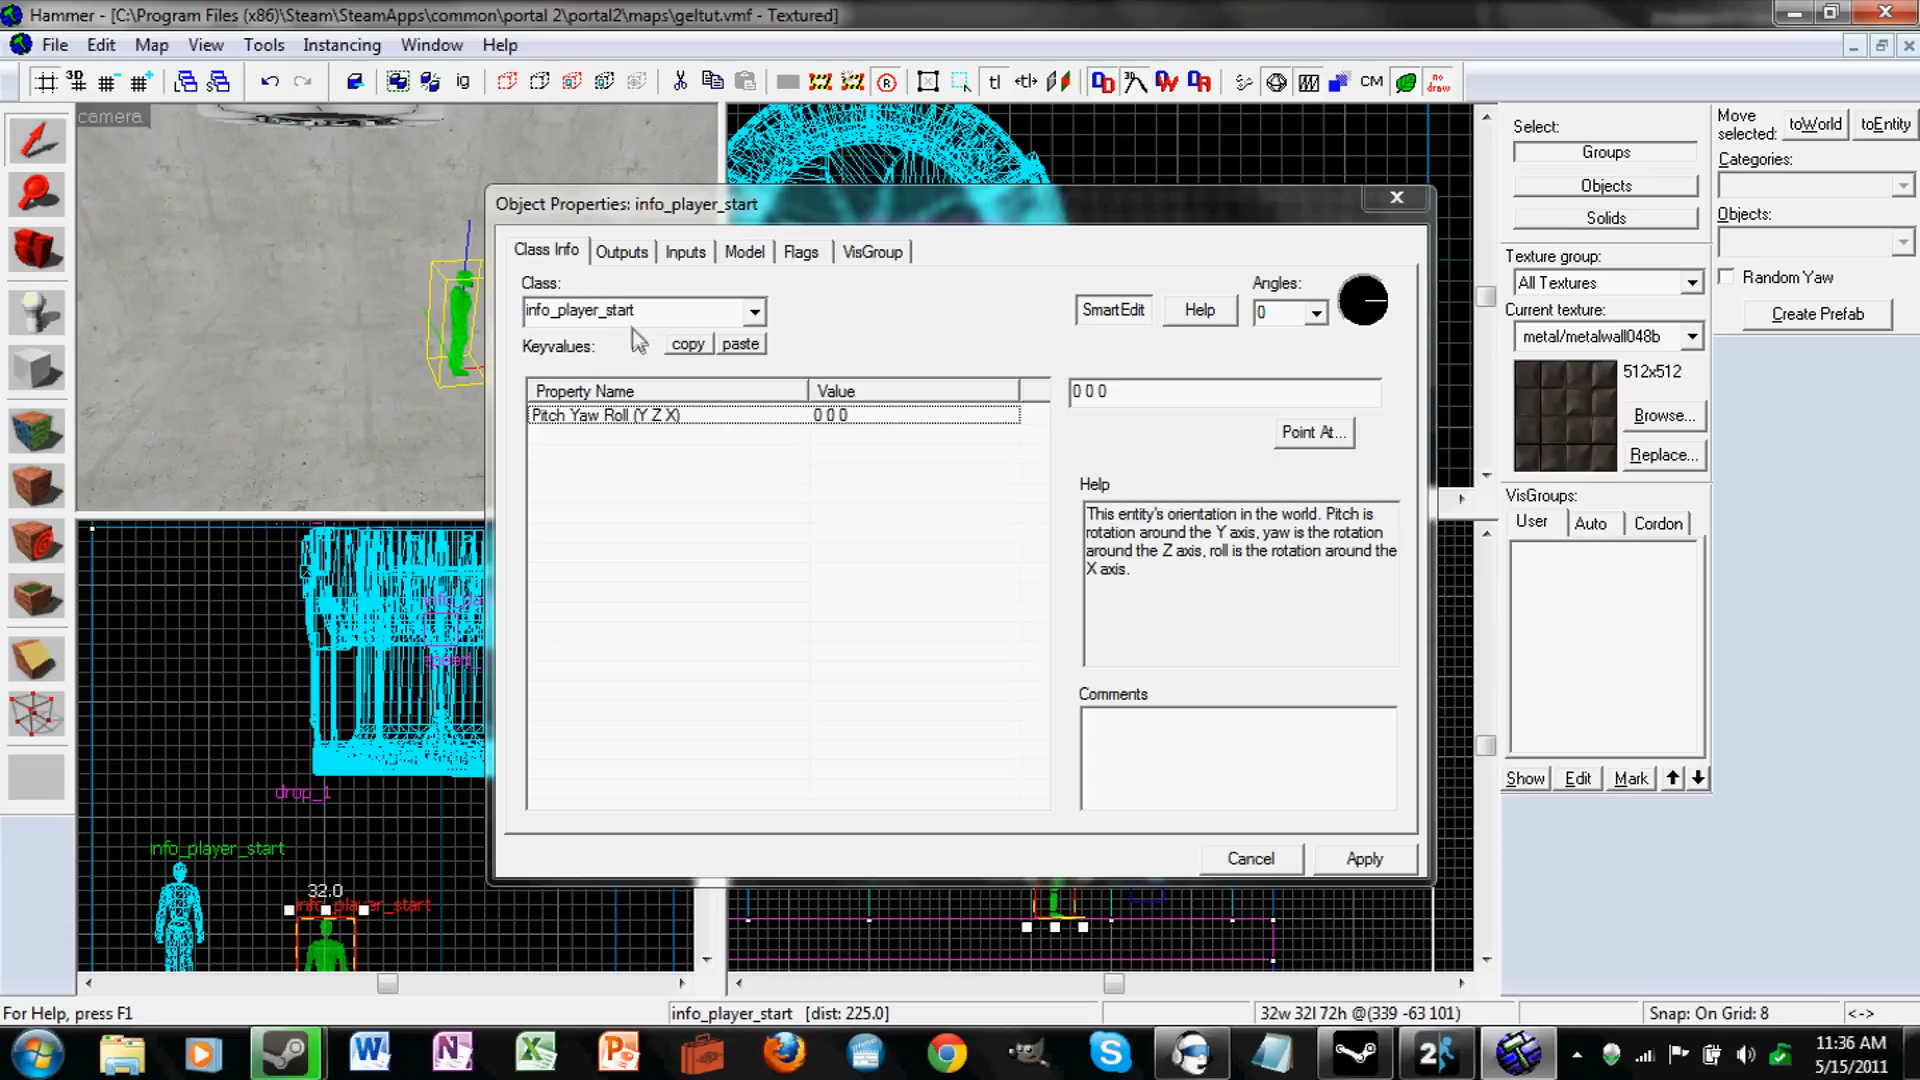 Hammer - [C:\Program Files (x86)\Steam\SteamApps\common\portal 2\portal2\maps\geltut.vmf - Textured]
File Edit Map View Tools Instancing Window Help
3D ig tl CM no draw
camera
Object Properties: info_player_start
Class Info Outputs Inputs Model Flags VisGroup
Class:
info_player_start
Keyvalues: copy paste
SmartEdit Help
Angles:
0
Property Name Value
Pitch Yaw Roll (Y Z X) 0 0 0
0 0 0
Point At...
Help
This entity's orientation in the world. Pitch is
rotation around the Y axis, yaw is the rotation
around the Z axis, roll is the rotation around the
X axis.
Comments
Cancel Apply
drop_1
info_player_start
32.0
Select:
Groups
Objects
Solids
Texture group:
All Textures
Current texture:
metal/metalwall048b
512x512
Browse...
Replace...
VisGroups:
User Auto Cordon
Show Edit Mark
Move
selected: toWorld toEntity
Categories:
Objects:
Random Yaw
Create Prefab
For Help, press F1
info_player_start [dist: 225.0]
32w 32l 72h @(339 -63 101)
Snap: On Grid: 8
<->
11:36 AM
5/15/2011